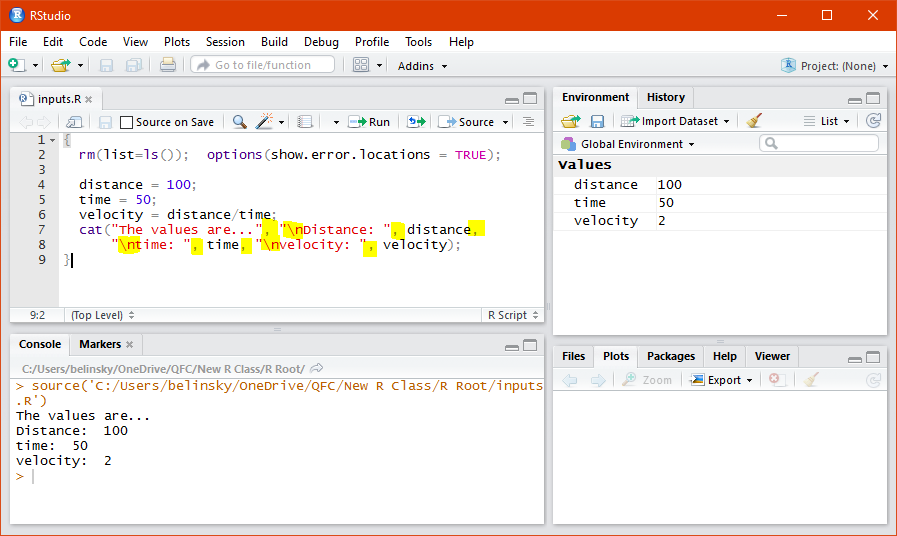 RStudio
File Edit Code View Plots Session Build Debug Profile Tools Help
Go to file/function Addins Project: (None)
inputs.R
Source on Save Run Source
1 {
2 rm(list=ls()); options(show.error.locations = TRUE);
3
4 distance = 100;
5 time = 50;
6 velocity = distance/time;
7 cat("The values are...", "\nDistance: ", distance,
8 "\ntime: ", time, "\nvelocity: ", velocity);
9 }
9:2 (Top Level) R Script
Console Markers
C:/Users/belinsky/OneDrive/QFC/New R Class/R Root/
> source('C:/Users/belinsky/OneDrive/QFC/New R Class/R Root/inputs
.R')
The values are...
Distance:  100
time:  50
velocity:  2
>
Environment History
Import Dataset List
Global Environment
Values
distance 100
time 50
velocity 2
Files Plots Packages Help Viewer
Zoom Export